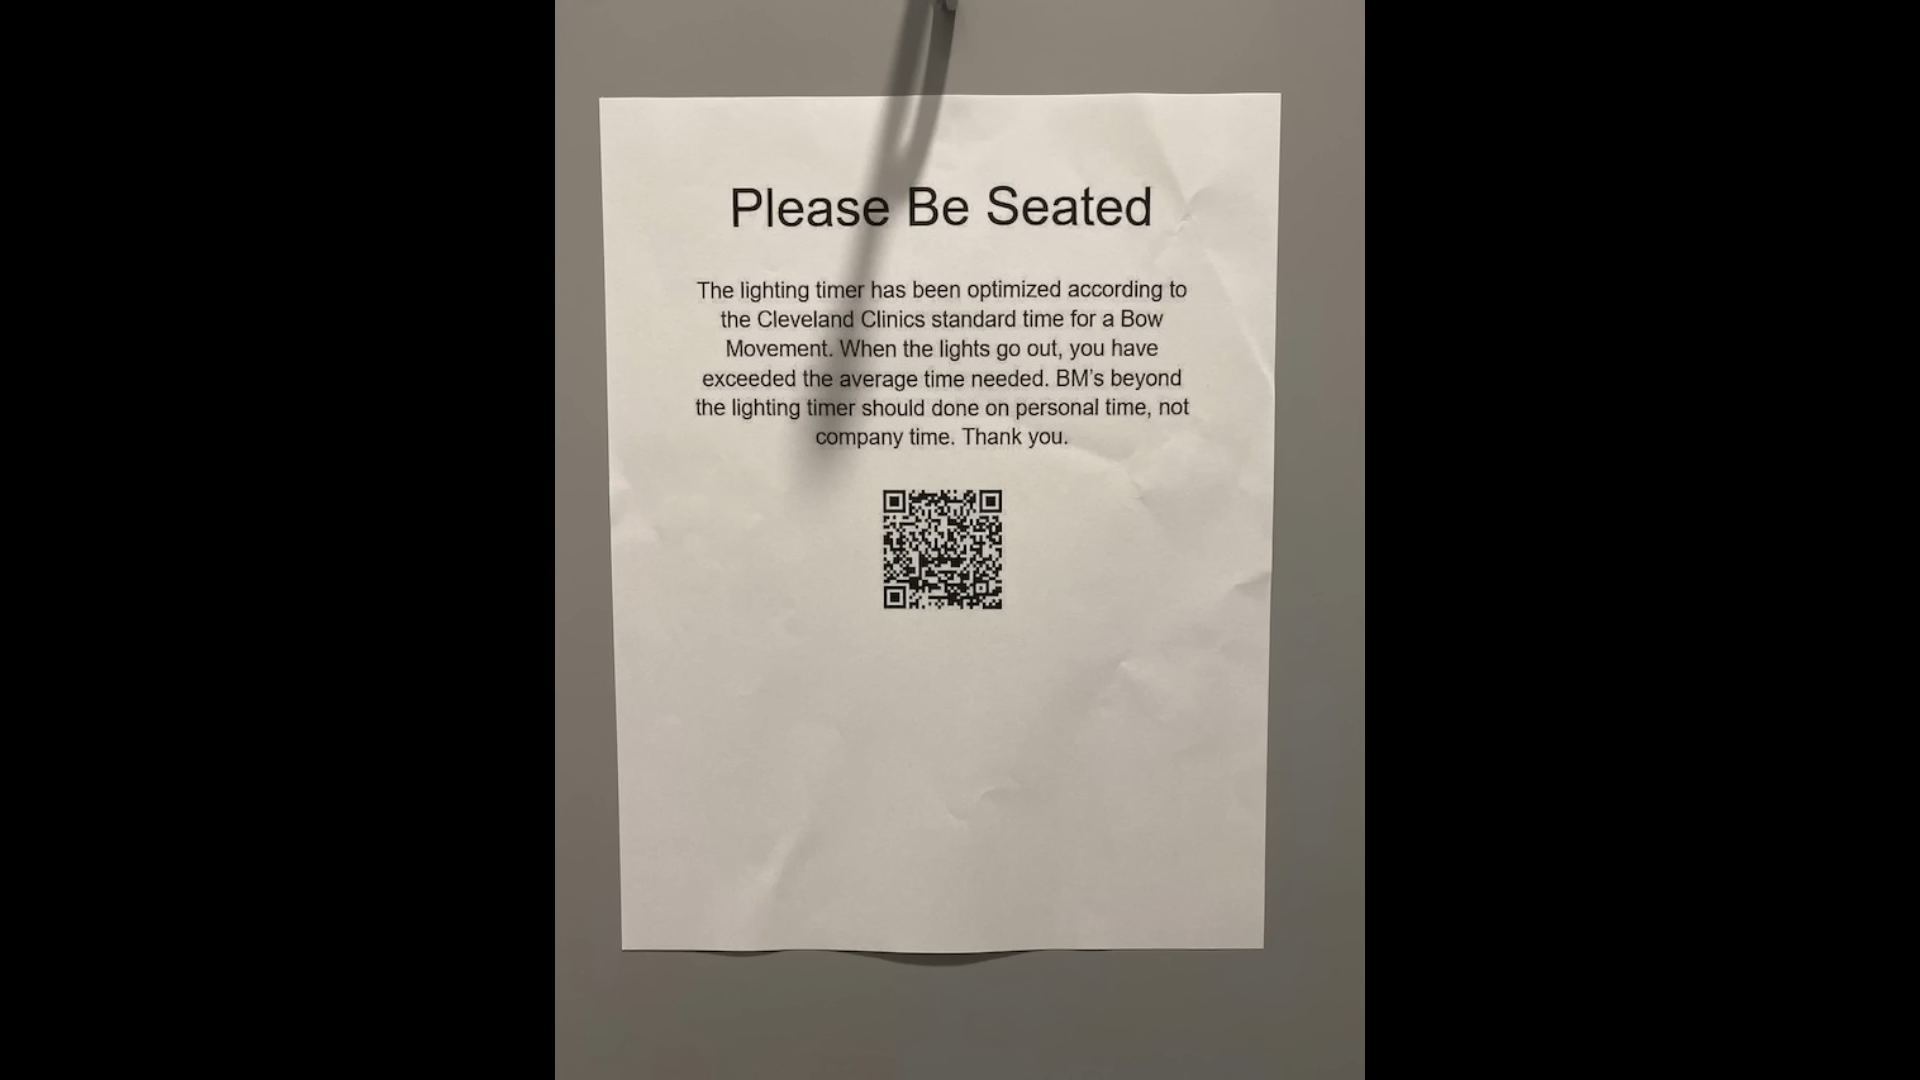 Please Be Seated
The lighting timer has been optimized according to
the Cleveland Clinics standard time for a Bow
Movement. When the lights go out, you have
exceeded the average time needed. BM's beyond
the lighting timer should done on personal time, not
company time. Thank you.